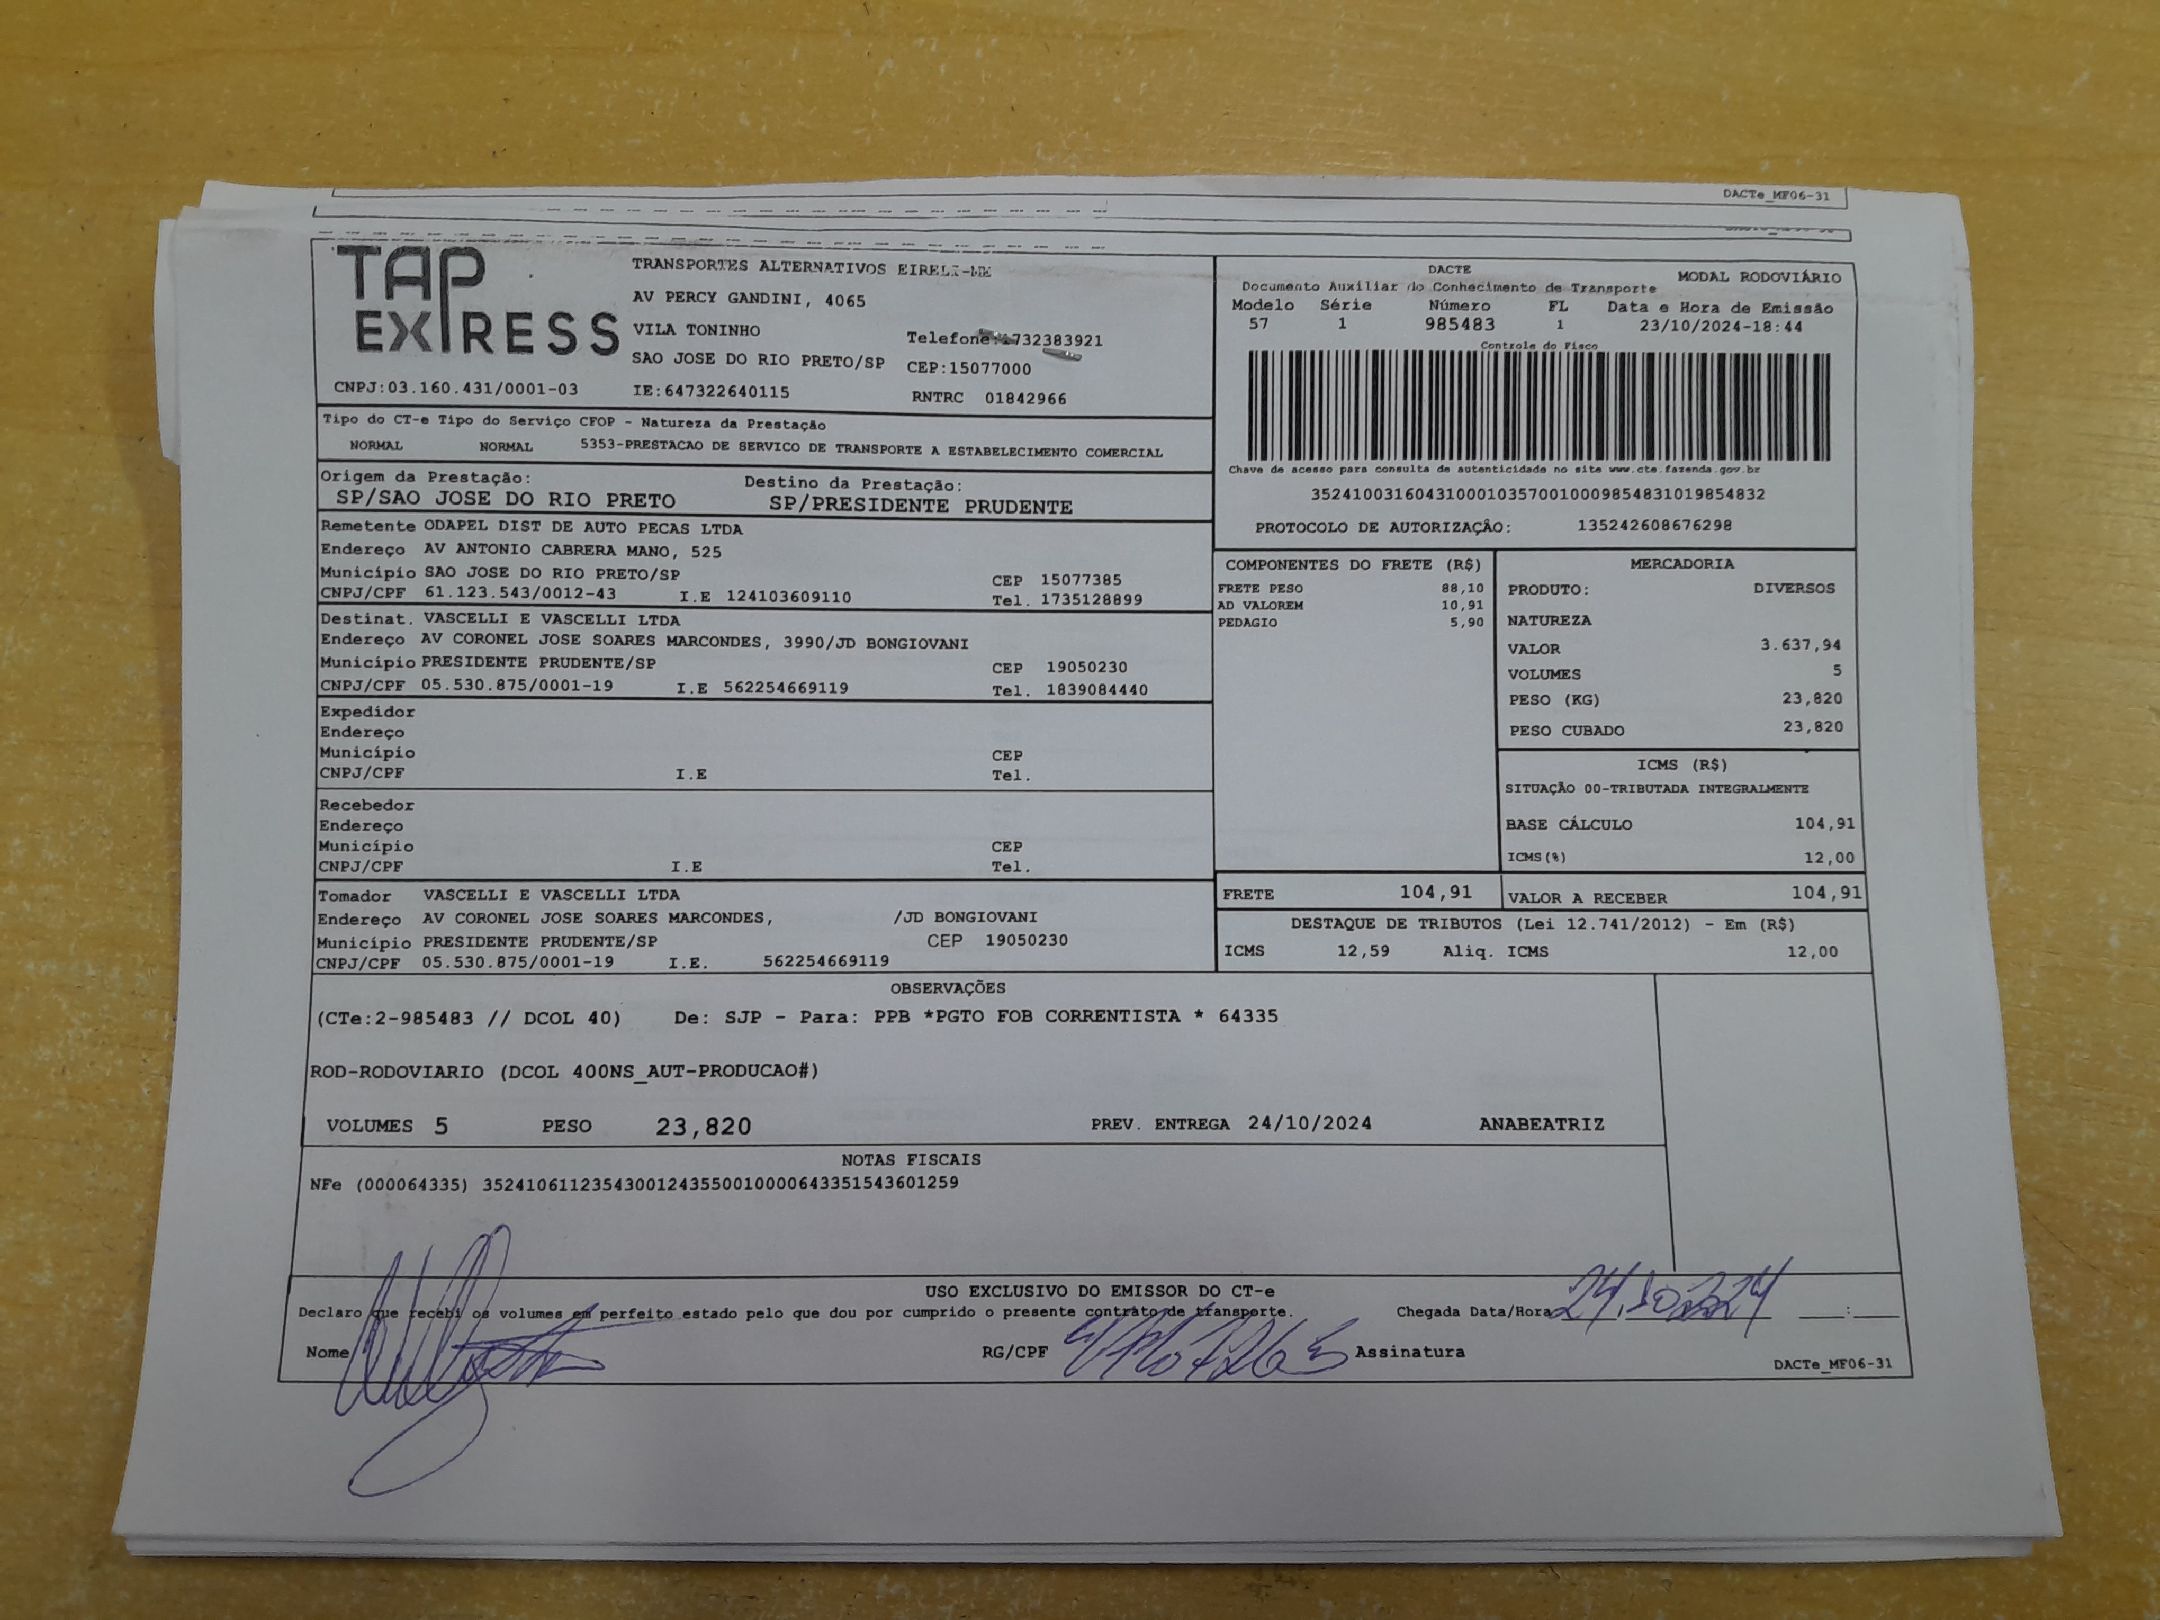 DACTe_MF06-31
TAP EXPRESS
TRANSPORTES ALTERNATIVOS EIRELI-ME
AV PERCY GANDINI, 4065
VILA TONINHO
Telefone: 1732383921
SAO JOSE DO RIO PRETO/SP CEP:15077000
CNPJ:03.160.431/0001-03 IE:647322640115 RNTRC 01842966
DACTE MODAL RODOVIÁRIO
Documento Auxiliar do Conhecimento de Transporte
Modelo Série Número FL Data e Hora de Emissão
57 1 985483 1 23/10/2024-18:44
Controle do Fisco
Chave de acesso para consulta de autenticidade no site www.cte.fazenda.gov.br
35241003160431000103570010009854831019854832
PROTOCOLO DE AUTORIZAÇÃO: 135242608676298
Tipo do CT-e Tipo do Serviço CFOP - Natureza da Prestação
NORMAL NORMAL 5353-PRESTACAO DE SERVICO DE TRANSPORTE A ESTABELECIMENTO COMERCIAL
Origem da Prestação: Destino da Prestação:
SP/SAO JOSE DO RIO PRETO SP/PRESIDENTE PRUDENTE
Remetente ODAPEL DIST DE AUTO PECAS LTDA
Endereço AV ANTONIO CABRERA MANO, 525
Município SAO JOSE DO RIO PRETO/SP CEP 15077385
CNPJ/CPF 61.123.543/0012-43 I.E 124103609110 Tel. 1735128899
Destinat. VASCELLI E VASCELLI LTDA
Endereço AV CORONEL JOSE SOARES MARCONDES, 3990/JD BONGIOVANI
Município PRESIDENTE PRUDENTE/SP CEP 19050230
CNPJ/CPF 05.530.875/0001-19 I.E 562254669119 Tel. 1839084440
Expedidor
Endereço
Município CEP
CNPJ/CPF I.E Tel.
Recebedor
Endereço
Município CEP
CNPJ/CPF I.E Tel.
Tomador VASCELLI E VASCELLI LTDA
Endereço AV CORONEL JOSE SOARES MARCONDES, /JD BONGIOVANI
Município PRESIDENTE PRUDENTE/SP CEP 19050230
CNPJ/CPF 05.530.875/0001-19 I.E. 562254669119
COMPONENTES DO FRETE (R$)
FRETE PESO 88,10
AD VALOREM 10,91
PEDAGIO 5,90
MERCADORIA
PRODUTO: DIVERSOS
NATUREZA
VALOR 3.637,94
VOLUMES 5
PESO (KG) 23,820
PESO CUBADO 23,820
ICMS (R$)
SITUAÇÃO 00-TRIBUTADA INTEGRALMENTE
BASE CÁLCULO 104,91
ICMS(%) 12,00
FRETE 104,91 VALOR A RECEBER 104,91
DESTAQUE DE TRIBUTOS (Lei 12.741/2012) - Em (R$)
ICMS 12,59 Aliq. ICMS 12,00
OBSERVAÇÕES
(CTe:2-985483 // DCOL 40) De: SJP - Para: PPB *PGTO FOB CORRENTISTA * 64335
ROD-RODOVIARIO (DCOL 400NS_AUT-PRODUCAO#)
VOLUMES 5 PESO 23,820 PREV. ENTREGA 24/10/2024 ANABEATRIZ
NOTAS FISCAIS
NFe (000064335) 35241061123543001243550010000643351543601259
USO EXCLUSIVO DO EMISSOR DO CT-e
Declaro que recebi os volumes em perfeito estado pelo que dou por cumprido o presente contrato de transporte. Chegada Data/Hora 24.10.2024 :
Nome RG/CPF Assinatura
DACTe_MF06-31